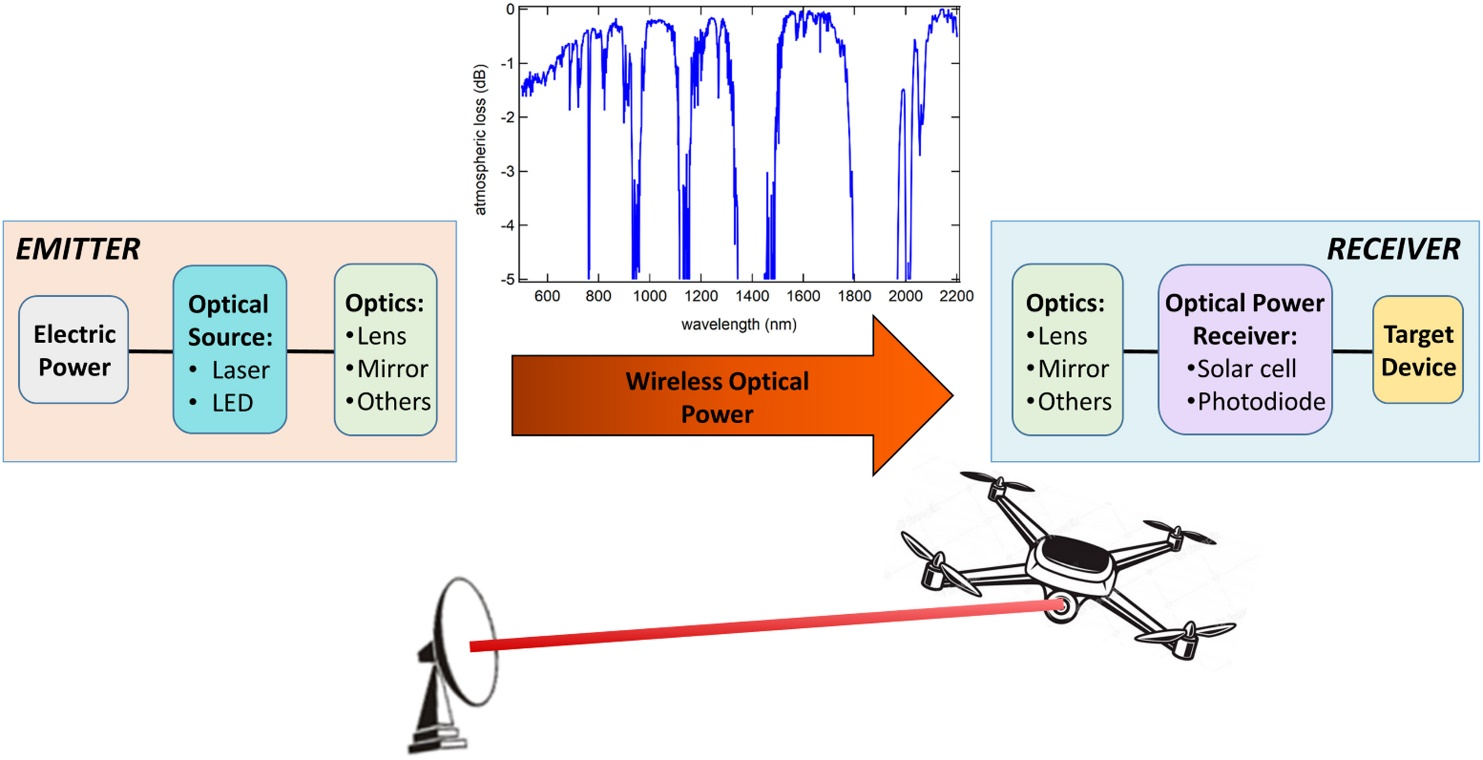 EMITTER
Electric
Power
Optical
Source:
• Laser
• LED
Optics:
•Lens
•Mirror
•Others
atmospheric loss (dB)
0
-1
-2
-3
-4
-5
600 800 1000 1200 1400 1600 1800 2000 2200
wavelength (nm)
Wireless Optical
Power
RECEIVER
Optics:
•Lens
•Mirror
•Others
Optical Power
Receiver:
•Solar cell
•Photodiode
Target
Device